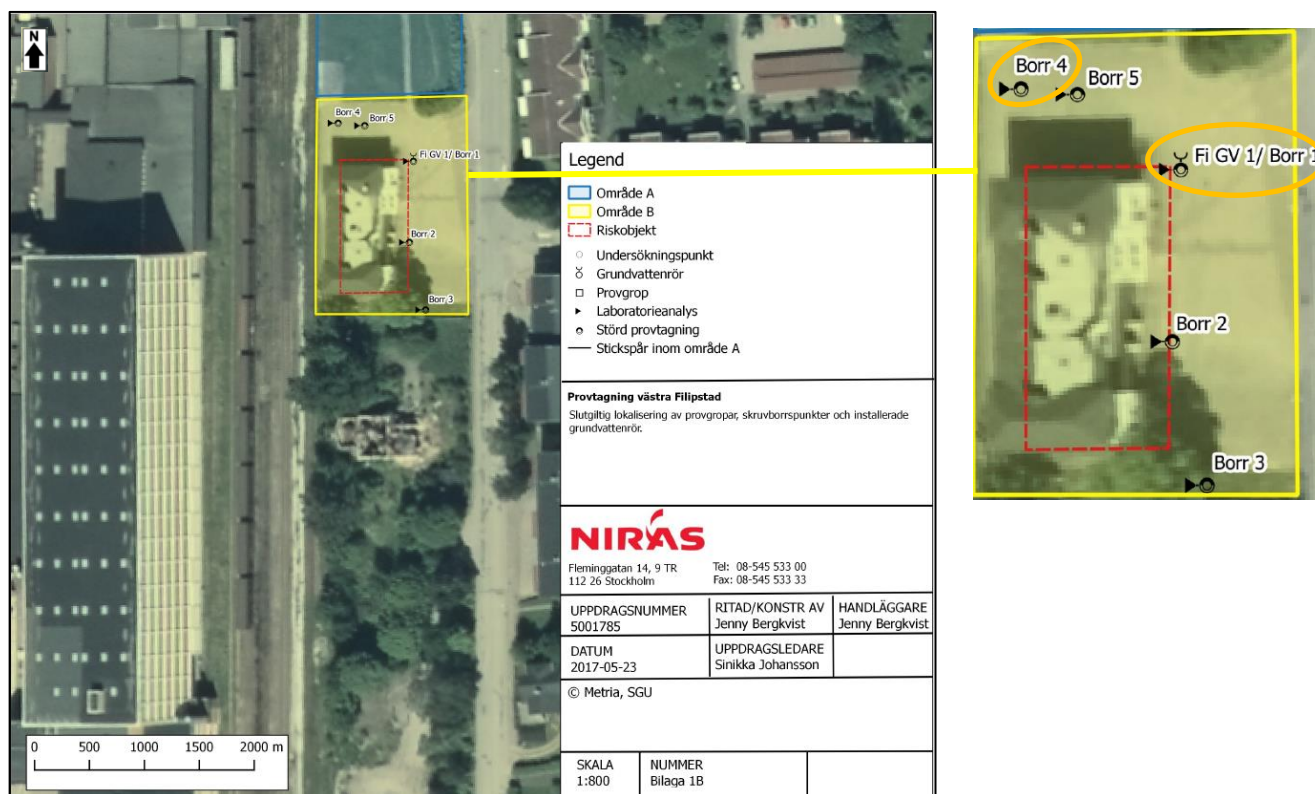 N
Borr 4
Borr 5
Fi GV 1/ Borr 1
Borr 2
Borr 3
0 500 1000 1500 2000 m
Legend
Område A
Område B
Riskobjekt
Undersökningspunkt
Grundvattenrör
Provgrop
Laboratorieanalys
Störd provtagning
Stickspår inom område A
Provtagning västra Filipstad
Slutgiltig lokalisering av provgropar, skruvborrspunkter och installerade
grundvattenrör.
NIRAS
Fleminggatan 14, 9 TR Tel: 08-545 533 00
112 26 Stockholm Fax: 08-545 533 33
UPPDRAGSNUMMER RITAD/KONSTR AV HANDLÄGGARE
5001785 Jenny Bergkvist Jenny Bergkvist
DATUM UPPDRAGSLEDARE
2017-05-23 Sinikka Johansson
© Metria, SGU
SKALA NUMMER
1:800 Bilaga 1B
Borr 4
Borr 5
Fi GV 1/ Borr 1
Borr 2
Borr 3